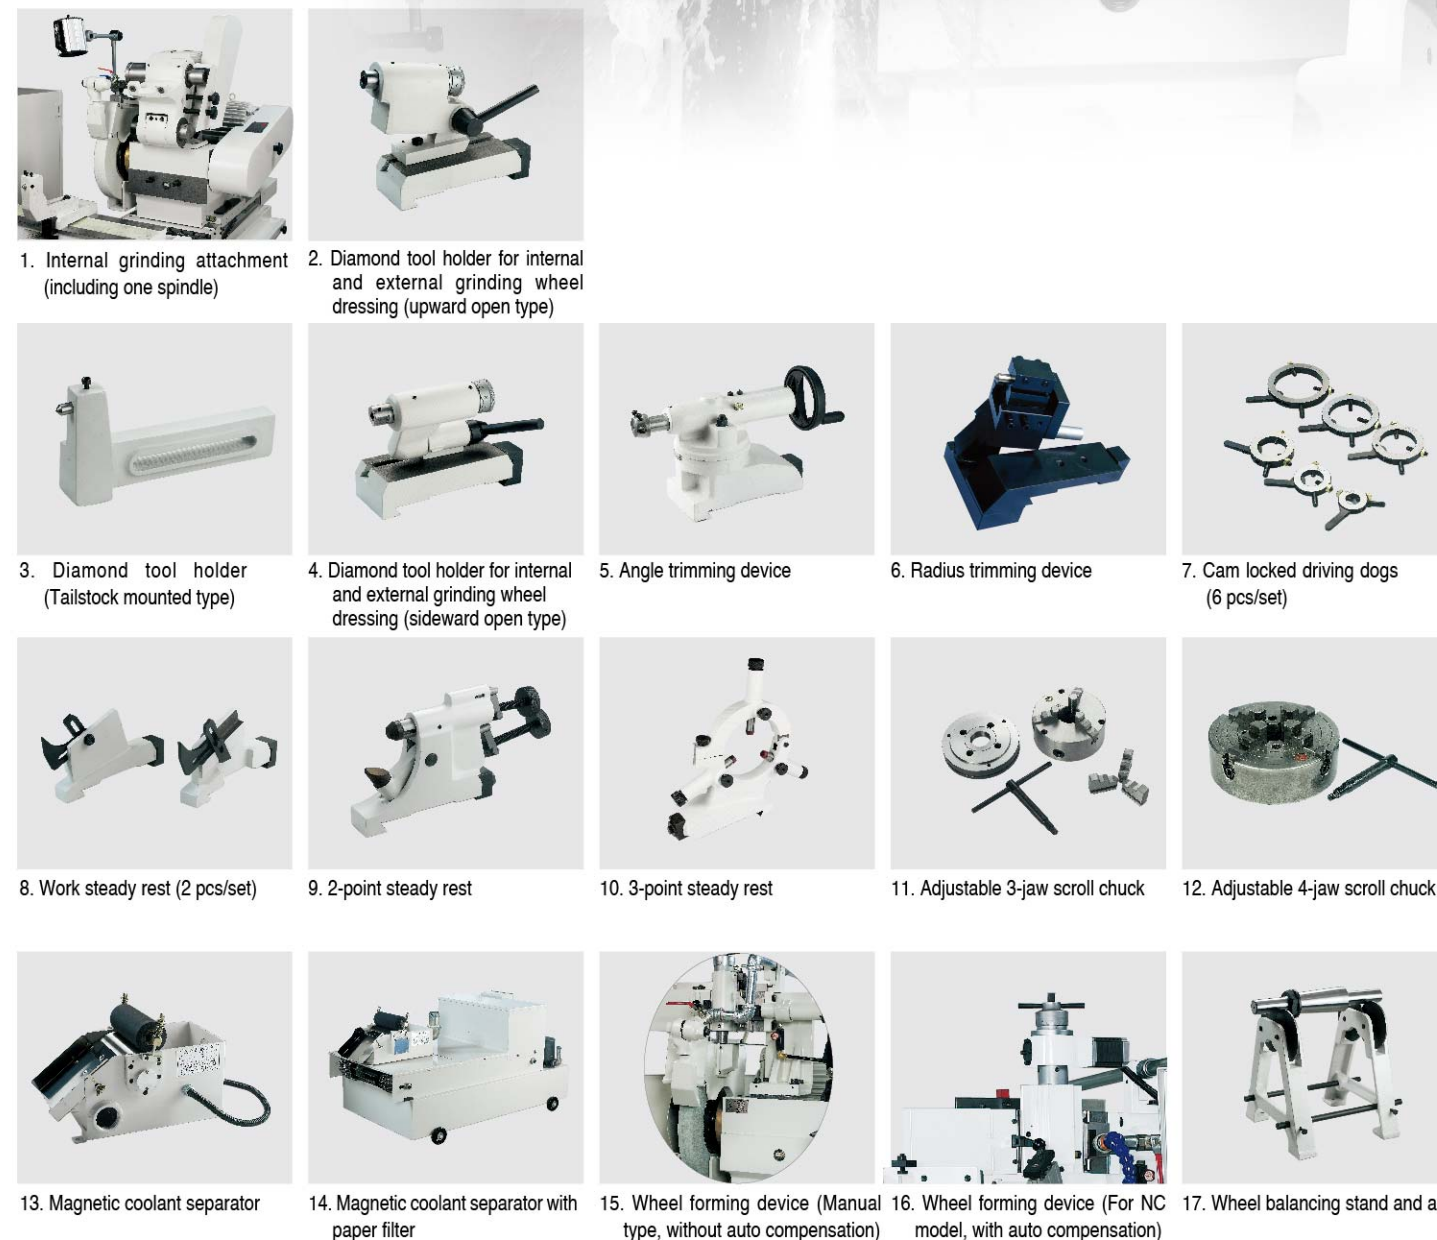 1. Internal grinding attachment
(including one spindle)
2. Diamond tool holder for internal
and external grinding wheel
dressing (upward open type)
3. Diamond tool holder
(Tailstock mounted type)
4. Diamond tool holder for internal
and external grinding wheel
dressing (sideward open type)
5. Angle trimming device
6. Radius trimming device
7. Cam locked driving dogs
(6 pcs/set)
8. Work steady rest (2 pcs/set)
9. 2-point steady rest
10. 3-point steady rest
11. Adjustable 3-jaw scroll chuck
12. Adjustable 4-jaw scroll chuck
13. Magnetic coolant separator
14. Magnetic coolant separator with
paper filter
15. Wheel forming device (Manual
type, without auto compensation)
16. Wheel forming device (For NC
model, with auto compensation)
17. Wheel balancing stand and a